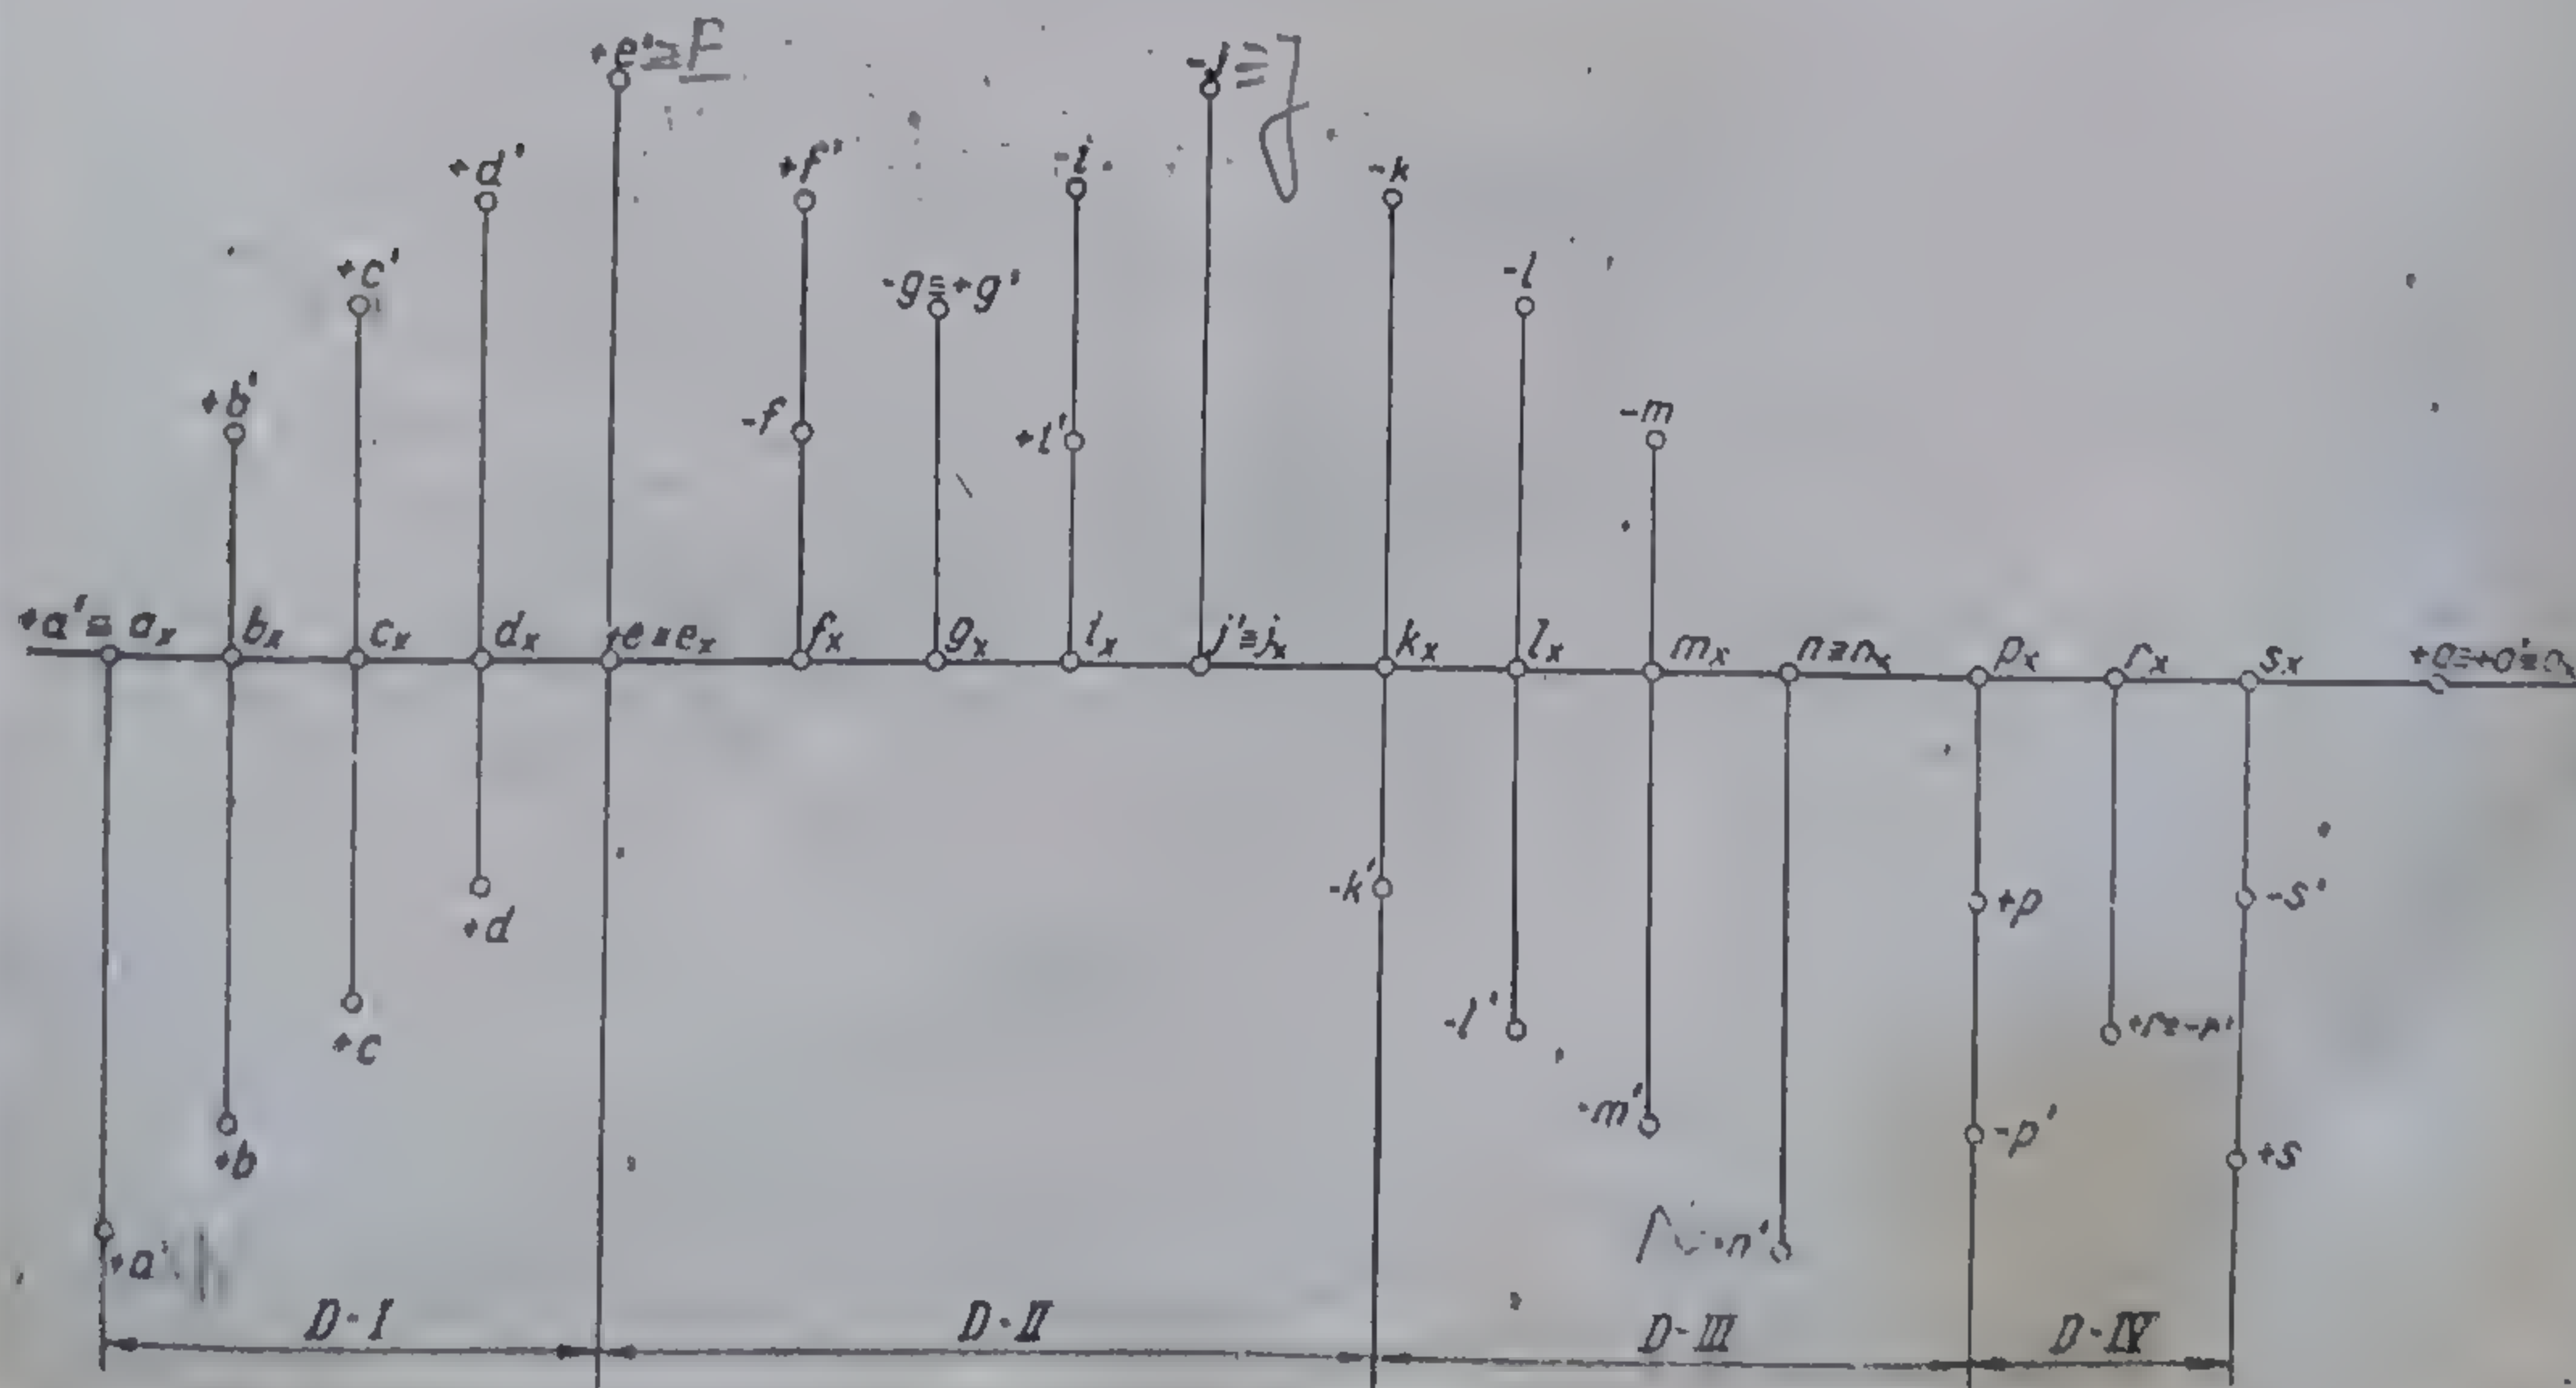 +e'≡F
-j≡J
+d'
+f'
-i
-k
+c'
-g≡+g'
-l
+b'
-f
+i'
-m
+a'≡ax
bx
cx
dx
+e≡ex
fx
gx
ix
j'≡jx
kx
lx
mx
n≡nx
px
rx
sx
+o≡+o'≡ox
-k'
+p
-s'
+d
-l'
+c
-m'
-p'
+s
+b
-n'
+a
D-I
D-II
D-III
D-IV